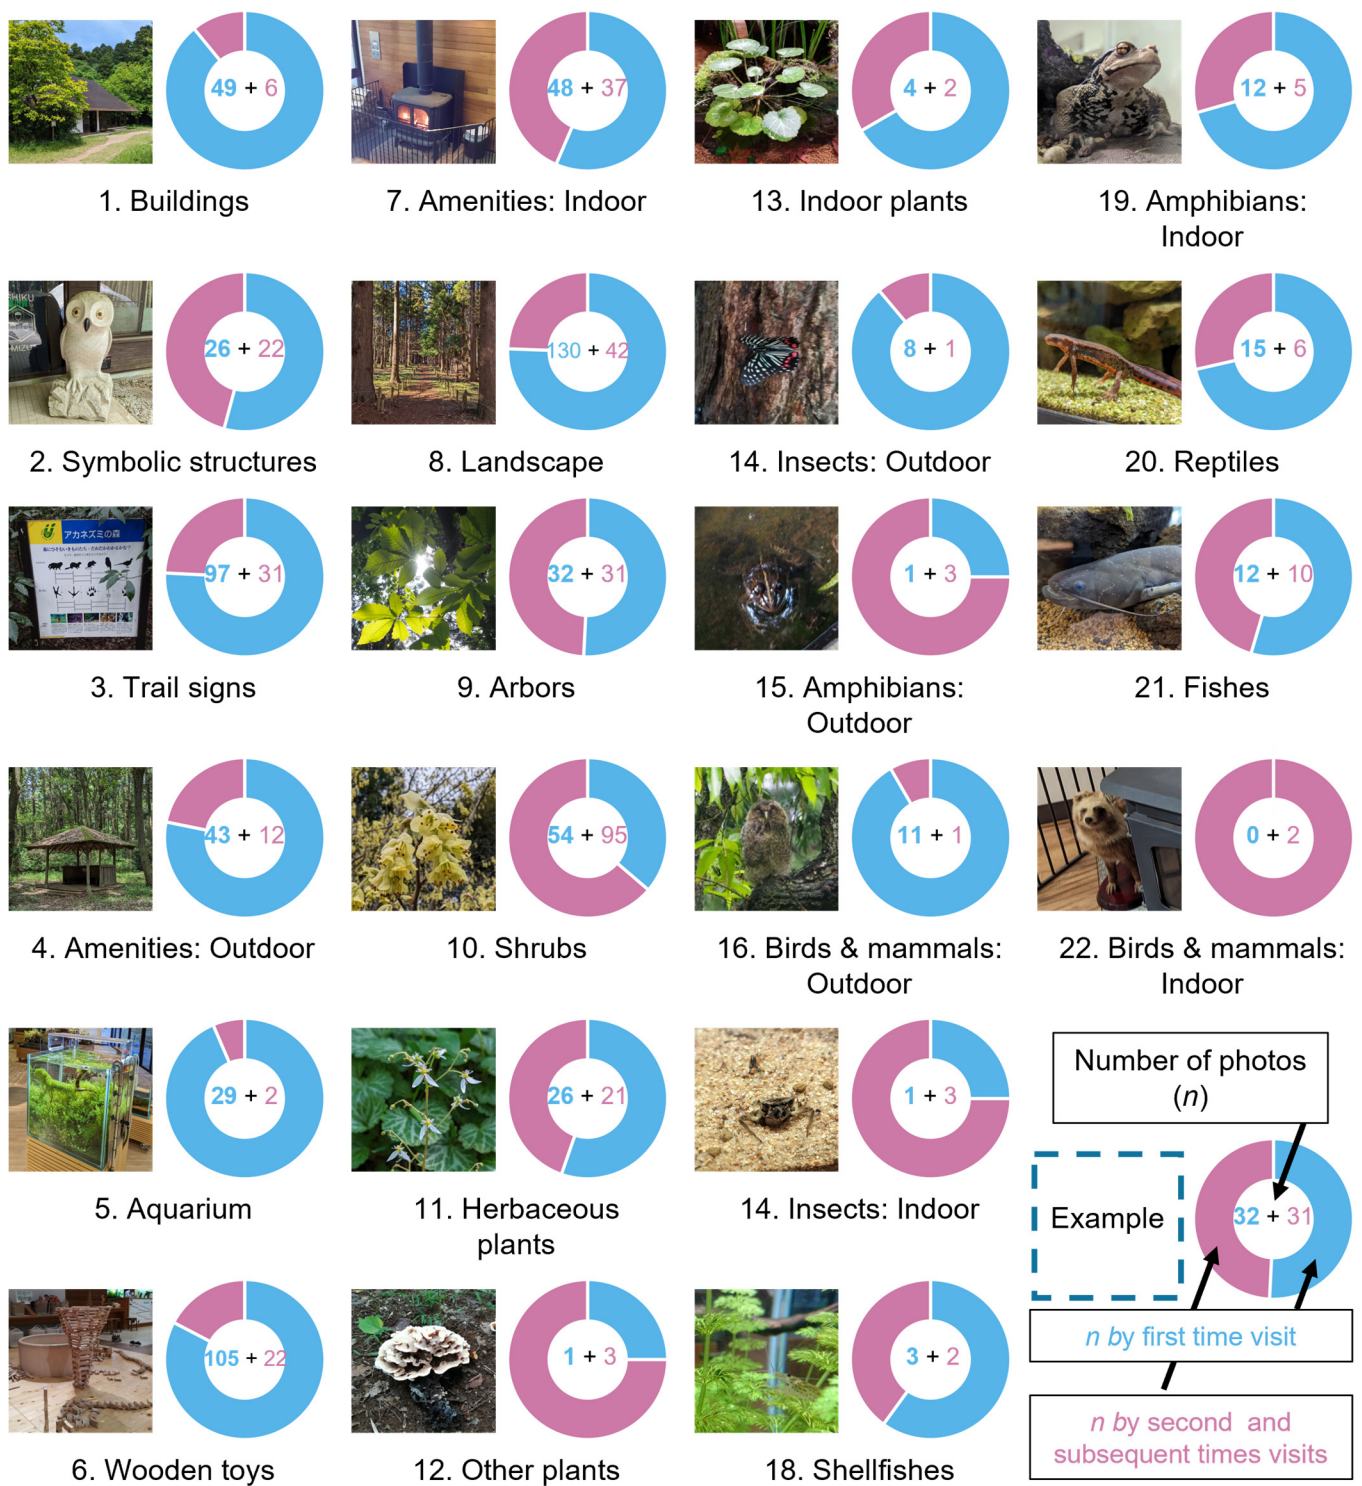 49 + 6
1. Buildings
48 + 37
7. Amenities: Indoor
4 + 2
13. Indoor plants
12 + 5
19. Amphibians:
Indoor
26 + 22
2. Symbolic structures
130 + 42
8. Landscape
8 + 1
14. Insects: Outdoor
15 + 6
20. Reptiles
アカネズミの森
97 + 31
3. Trail signs
32 + 31
9. Arbors
1 + 3
15. Amphibians:
Outdoor
12 + 10
21. Fishes
43 + 12
4. Amenities: Outdoor
54 + 95
10. Shrubs
11 + 1
16. Birds & mammals:
Outdoor
0 + 2
22. Birds & mammals:
Indoor
29 + 2
5. Aquarium
26 + 21
11. Herbaceous
plants
1 + 3
14. Insects: Indoor
Number of photos
(n)
Example
32 + 31
n by first time visit
n by second and
subsequent times visits
105 + 22
6. Wooden toys
1 + 3
12. Other plants
3 + 2
18. Shellfishes